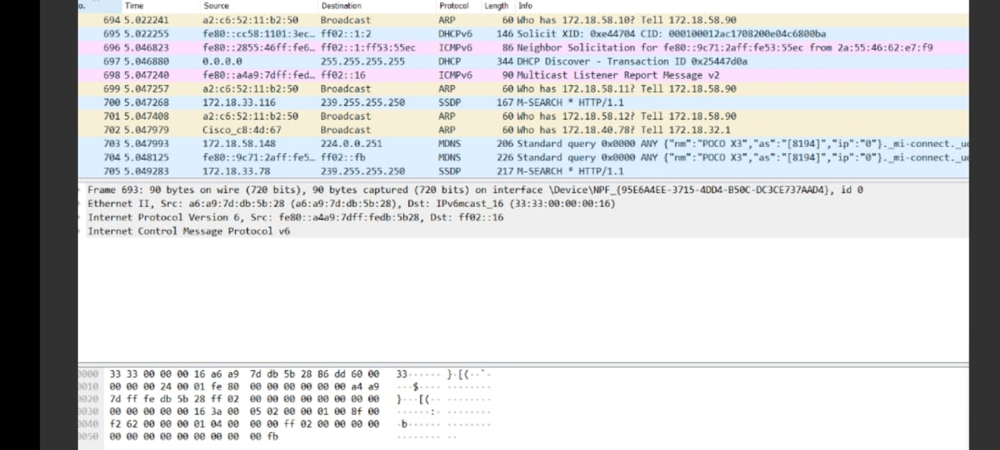 o. Time Source Destination Protocol Length Info
694 5.022241 a2:c6:52:11:b2:50 Broadcast ARP 60 Who has 172.18.58.10? Tell 172.18.58.90
695 5.022255 fe80::cc58:1101:3ec… ff02::1:2 DHCPv6 146 Solicit XID: 0xe44704 CID: 000100012ac1708200e04c6800ba
696 5.046823 fe80::2855:46ff:fe6… ff02::1:ff53:55ec ICMPv6 86 Neighbor Solicitation for fe80::9c71:2aff:fe53:55ec from 2a:55:46:62:e7:f9
697 5.046880 0.0.0.0 255.255.255.255 DHCP 344 DHCP Discover - Transaction ID 0x25447d0a
698 5.047240 fe80::a4a9:7dff:fed… ff02::16 ICMPv6 90 Multicast Listener Report Message v2
699 5.047257 a2:c6:52:11:b2:50 Broadcast ARP 60 Who has 172.18.58.11? Tell 172.18.58.90
700 5.047268 172.18.33.116 239.255.255.250 SSDP 167 M-SEARCH * HTTP/1.1
701 5.047408 a2:c6:52:11:b2:50 Broadcast ARP 60 Who has 172.18.58.12? Tell 172.18.58.90
702 5.047979 Cisco_c8:4d:67 Broadcast ARP 60 Who has 172.18.40.78? Tell 172.18.32.1
703 5.047993 172.18.58.148 224.0.0.251 MDNS 206 Standard query 0x0000 ANY {"nm":"POCO X3","as":"[8194]","ip":"0"}._mi-connect._u
704 5.048125 fe80::9c71:2aff:fe5… ff02::fb MDNS 226 Standard query 0x0000 ANY {"nm":"POCO X3","as":"[8194]","ip":"0"}._mi-connect._u
705 5.049283 172.18.33.78 239.255.255.250 SSDP 217 M-SEARCH * HTTP/1.1
Frame 693: 90 bytes on wire (720 bits), 90 bytes captured (720 bits) on interface \Device\NPF_{95E6A4EE-3715-4DD4-B50C-DC3CE737AAD4}, id 0
Ethernet II, Src: a6:a9:7d:db:5b:28 (a6:a9:7d:db:5b:28), Dst: IPv6mcast_16 (33:33:00:00:00:16)
Internet Protocol Version 6, Src: fe80::a4a9:7dff:fedb:5b28, Dst: ff02::16
Internet Control Message Protocol v6
0000 33 33 00 00 00 16 a6 a9 7d db 5b 28 86 dd 60 00 33······ }·[(··`·
0010 00 00 00 24 00 01 fe 80 00 00 00 00 00 00 a4 a9 ···$···· ········
0020 7d ff fe db 5b 28 ff 02 00 00 00 00 00 00 00 00 }···[(·· ········
0030 00 00 00 00 00 16 3a 00 05 02 00 00 01 00 8f 00 ······:· ········
0040 f2 62 00 00 00 01 04 00 00 00 ff 02 00 00 00 00 ·b······ ········
0050 00 00 00 00 00 00 00 00 00 fb ········ ··